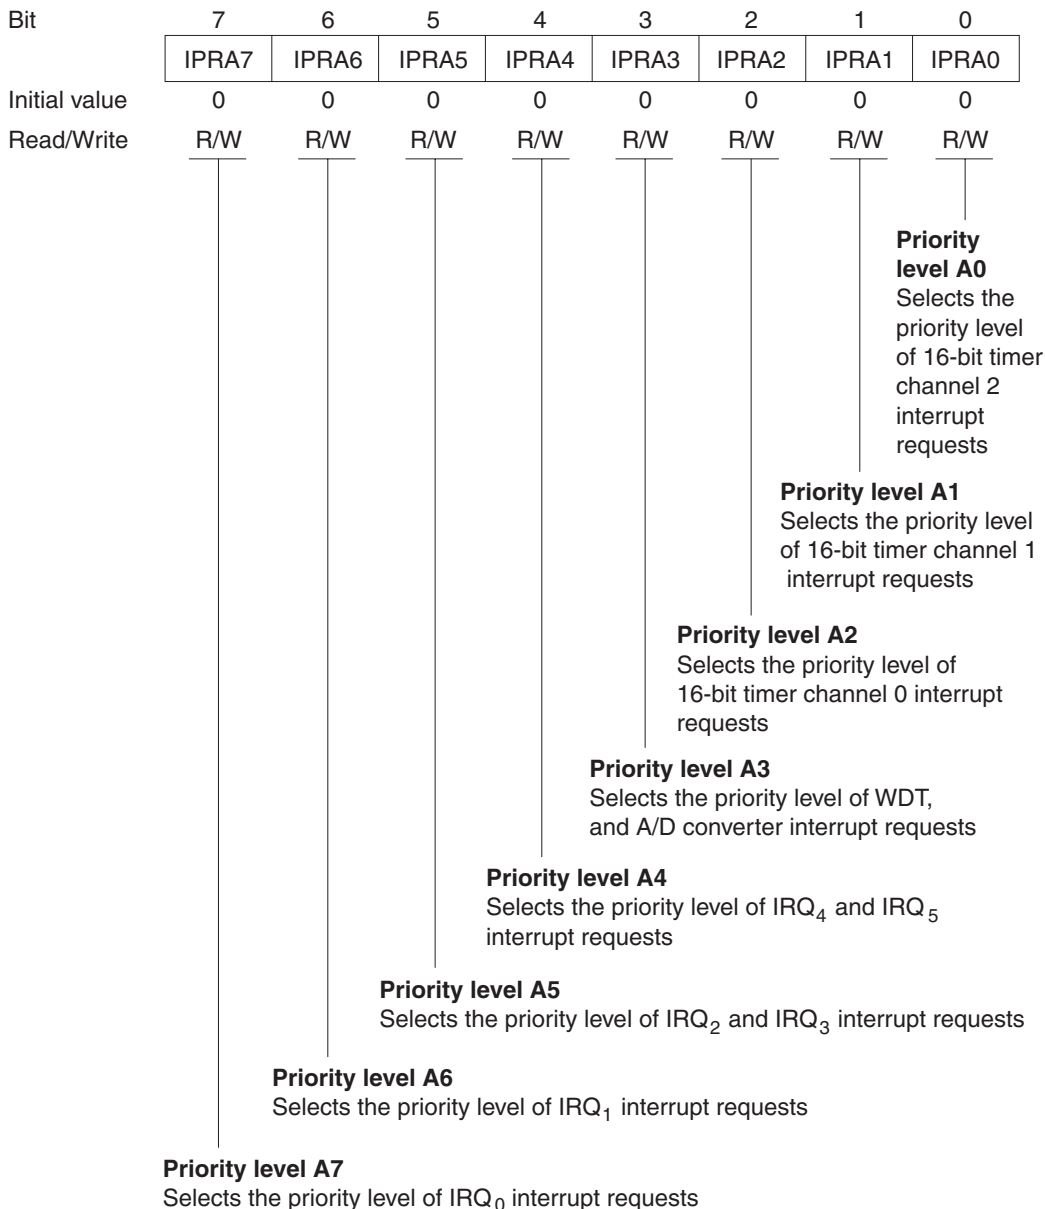 Bit 7 6 5 4 3 2 1 0
IPRA7 IPRA6 IPRA5 IPRA4 IPRA3 IPRA2 IPRA1 IPRA0
Initial value 0 0 0 0 0 0 0 0
Read/Write R/W R/W R/W R/W R/W R/W R/W R/W
Priority
level A0
Selects the
priority level
of 16-bit timer
channel 2
interrupt
requests
Priority level A1
Selects the priority level
of 16-bit timer channel 1
interrupt requests
Priority level A2
Selects the priority level of
16-bit timer channel 0 interrupt
requests
Priority level A3
Selects the priority level of WDT,
and A/D converter interrupt requests
Priority level A4
Selects the priority level of IRQ4 and IRQ5
interrupt requests
Priority level A5
Selects the priority level of IRQ2 and IRQ3 interrupt requests
Priority level A6
Selects the priority level of IRQ1 interrupt requests
Priority level A7
Selects the priority level of IRQ0 interrupt requests